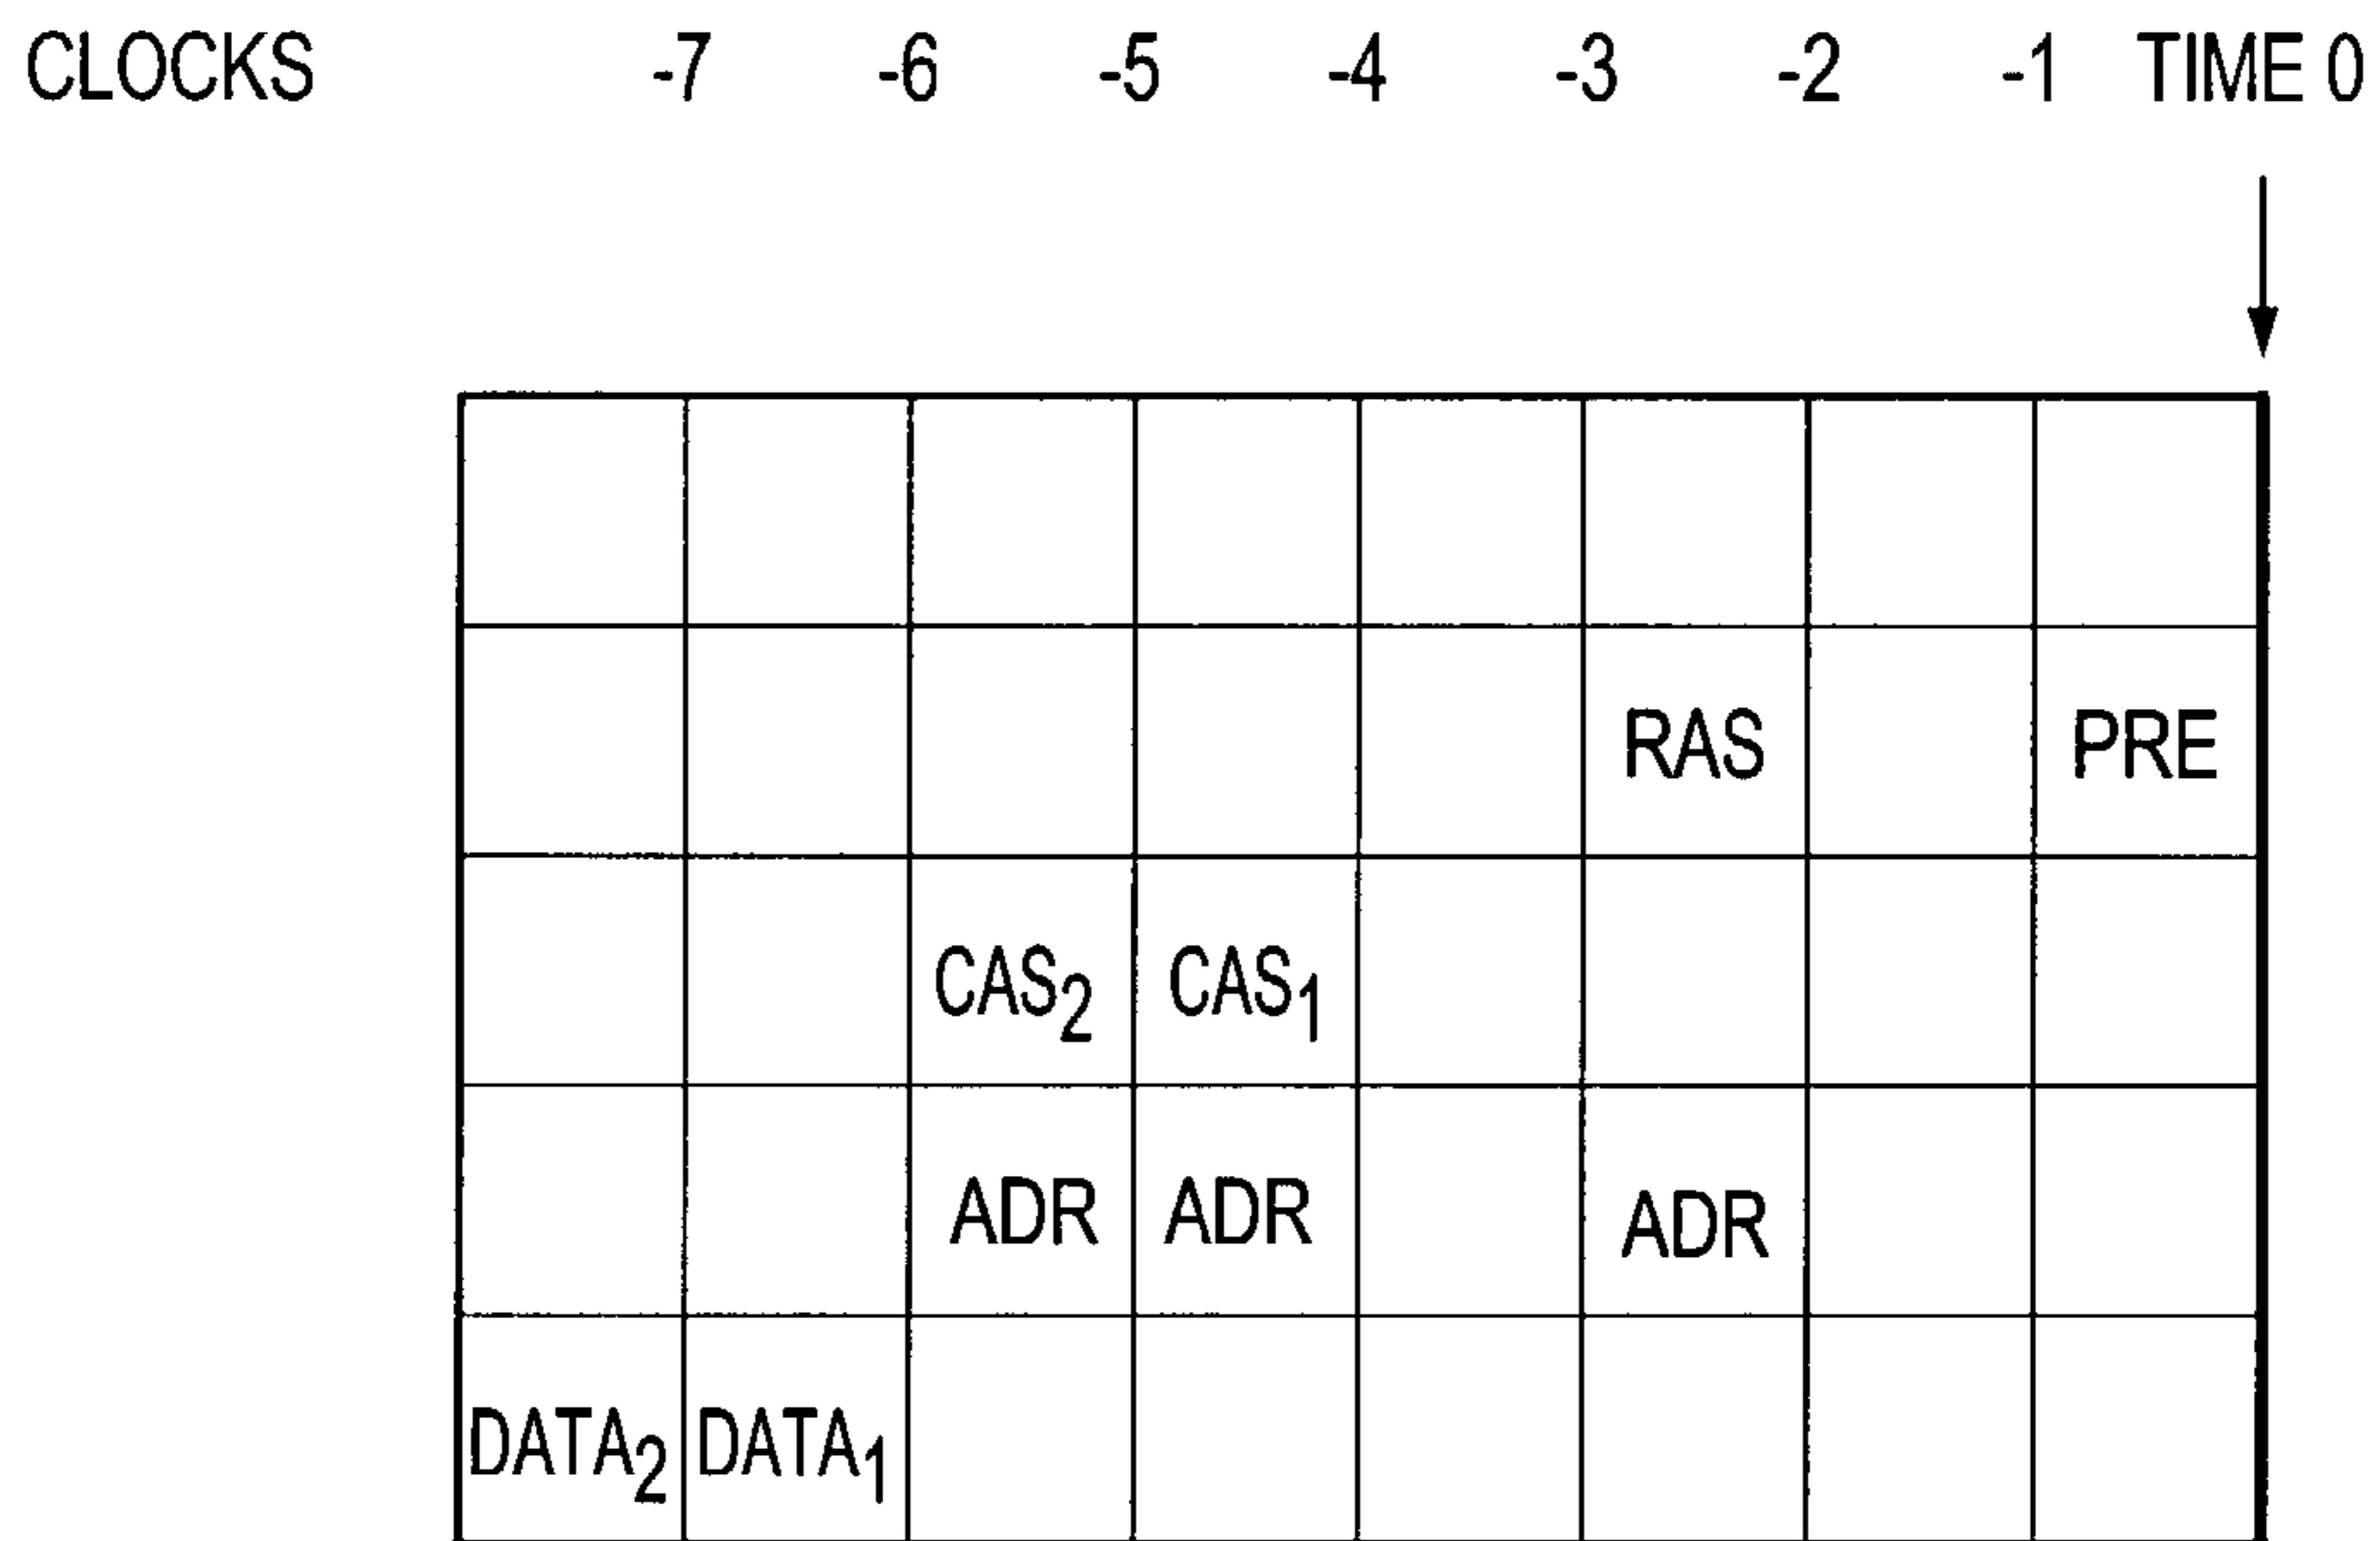 CLOCKS -7 -6 -5 -4 -3 -2 -1 TIME 0
RAS PRE
CAS2 CAS1
ADR ADR ADR
DATA2 DATA1